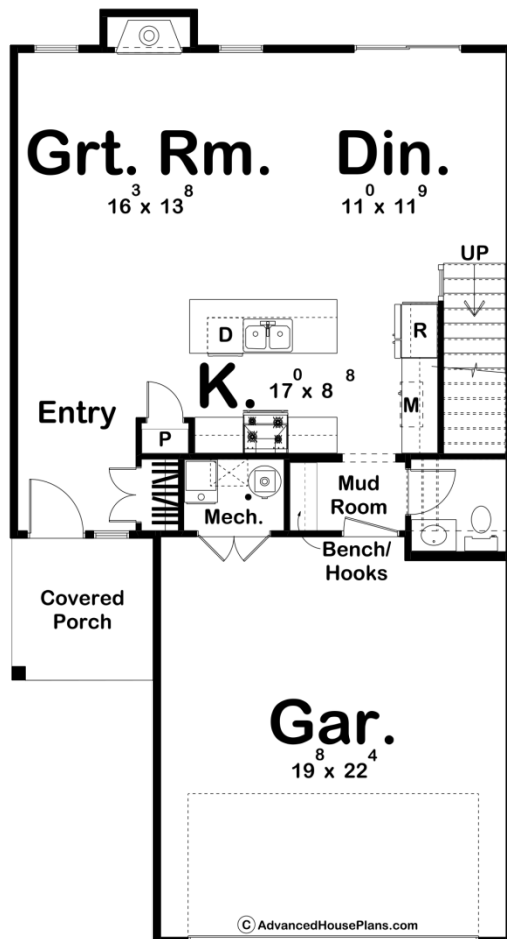 Grt. Rm.
16³ x 13⁸
Din.
11⁰ x 11⁹
UP
D
R
K.
17⁰ x 8⁸
M
Entry
P
Mech.
Mud
Room
Bench/
Hooks
Covered
Porch
Gar.
19⁸ x 22⁴
© AdvancedHousePlans.com